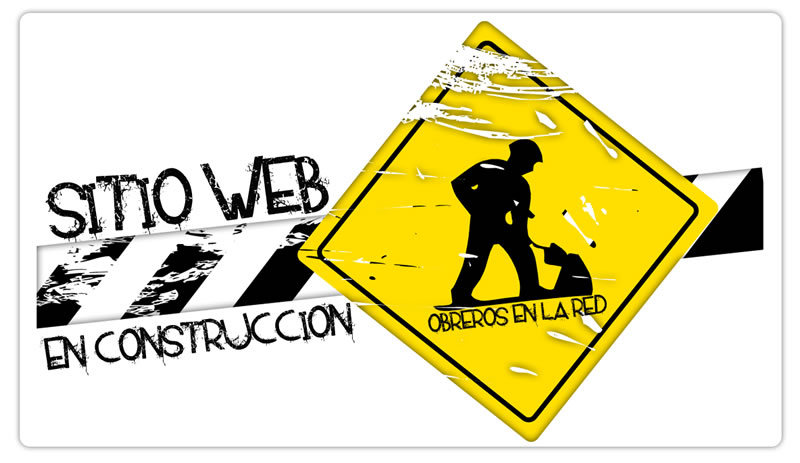 SITIO WEB
EN CONSTRUCCION
OBREROS EN LA RED